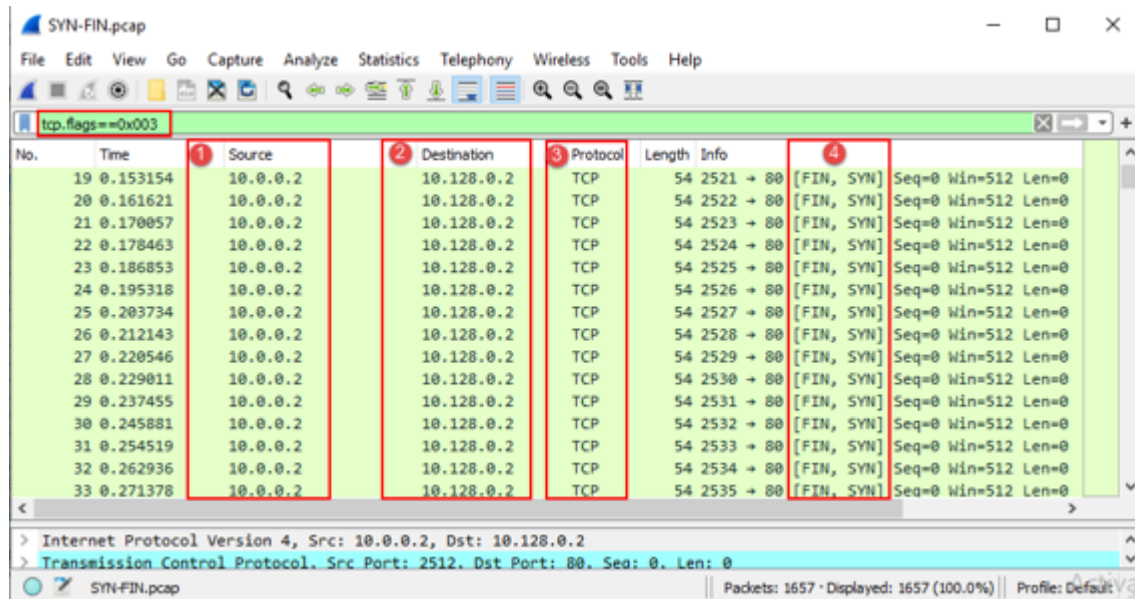 SYN-FIN.pcap
File Edit View Go Capture Analyze Statistics Telephony Wireless Tools Help
tcp.flags==0x003
No. Time 1 Source 2 Destination 3 Protocol Length Info 4
19 0.153154 10.0.0.2 10.128.0.2 TCP 54 2521 → 80 [FIN, SYN] Seq=0 Win=512 Len=0
20 0.161621 10.0.0.2 10.128.0.2 TCP 54 2522 → 80 [FIN, SYN] Seq=0 Win=512 Len=0
21 0.170057 10.0.0.2 10.128.0.2 TCP 54 2523 → 80 [FIN, SYN] Seq=0 Win=512 Len=0
22 0.178463 10.0.0.2 10.128.0.2 TCP 54 2524 → 80 [FIN, SYN] Seq=0 Win=512 Len=0
23 0.186853 10.0.0.2 10.128.0.2 TCP 54 2525 → 80 [FIN, SYN] Seq=0 Win=512 Len=0
24 0.195318 10.0.0.2 10.128.0.2 TCP 54 2526 → 80 [FIN, SYN] Seq=0 Win=512 Len=0
25 0.203734 10.0.0.2 10.128.0.2 TCP 54 2527 → 80 [FIN, SYN] Seq=0 Win=512 Len=0
26 0.212143 10.0.0.2 10.128.0.2 TCP 54 2528 → 80 [FIN, SYN] Seq=0 Win=512 Len=0
27 0.220546 10.0.0.2 10.128.0.2 TCP 54 2529 → 80 [FIN, SYN] Seq=0 Win=512 Len=0
28 0.229011 10.0.0.2 10.128.0.2 TCP 54 2530 → 80 [FIN, SYN] Seq=0 Win=512 Len=0
29 0.237455 10.0.0.2 10.128.0.2 TCP 54 2531 → 80 [FIN, SYN] Seq=0 Win=512 Len=0
30 0.245881 10.0.0.2 10.128.0.2 TCP 54 2532 → 80 [FIN, SYN] Seq=0 Win=512 Len=0
31 0.254519 10.0.0.2 10.128.0.2 TCP 54 2533 → 80 [FIN, SYN] Seq=0 Win=512 Len=0
32 0.262936 10.0.0.2 10.128.0.2 TCP 54 2534 → 80 [FIN, SYN] Seq=0 Win=512 Len=0
33 0.271378 10.0.0.2 10.128.0.2 TCP 54 2535 → 80 [FIN, SYN] Seq=0 Win=512 Len=0
Internet Protocol Version 4, Src: 10.0.0.2, Dst: 10.128.0.2
Transmission Control Protocol, Src Port: 2512, Dst Port: 80, Seq: 0, Len: 0
SYN-FIN.pcap Packets: 1657 · Displayed: 1657 (100.0%) Profile: Default